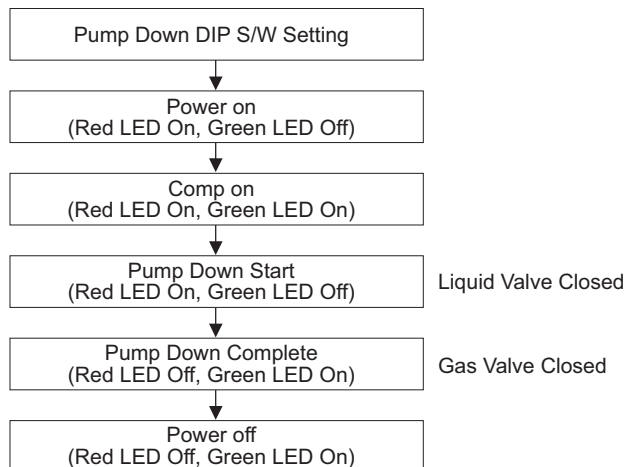 Pump Down DIP S/W Setting
Power on
(Red LED On, Green LED Off)
Comp on
(Red LED On, Green LED On)
Pump Down Start
(Red LED On, Green LED Off)
Liquid Valve Closed
Pump Down Complete
(Red LED Off, Green LED On)
Gas Valve Closed
Power off
(Red LED Off, Green LED On)